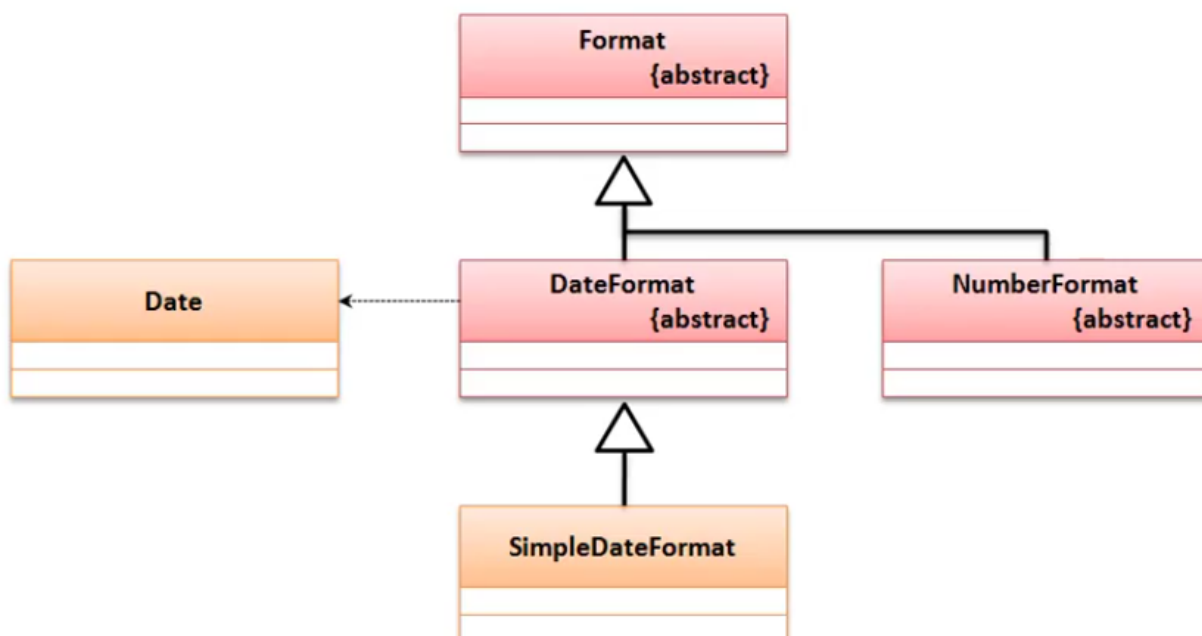 Format
{abstract}
Date
DateFormat
{abstract}
NumberFormat
{abstract}
SimpleDateFormat